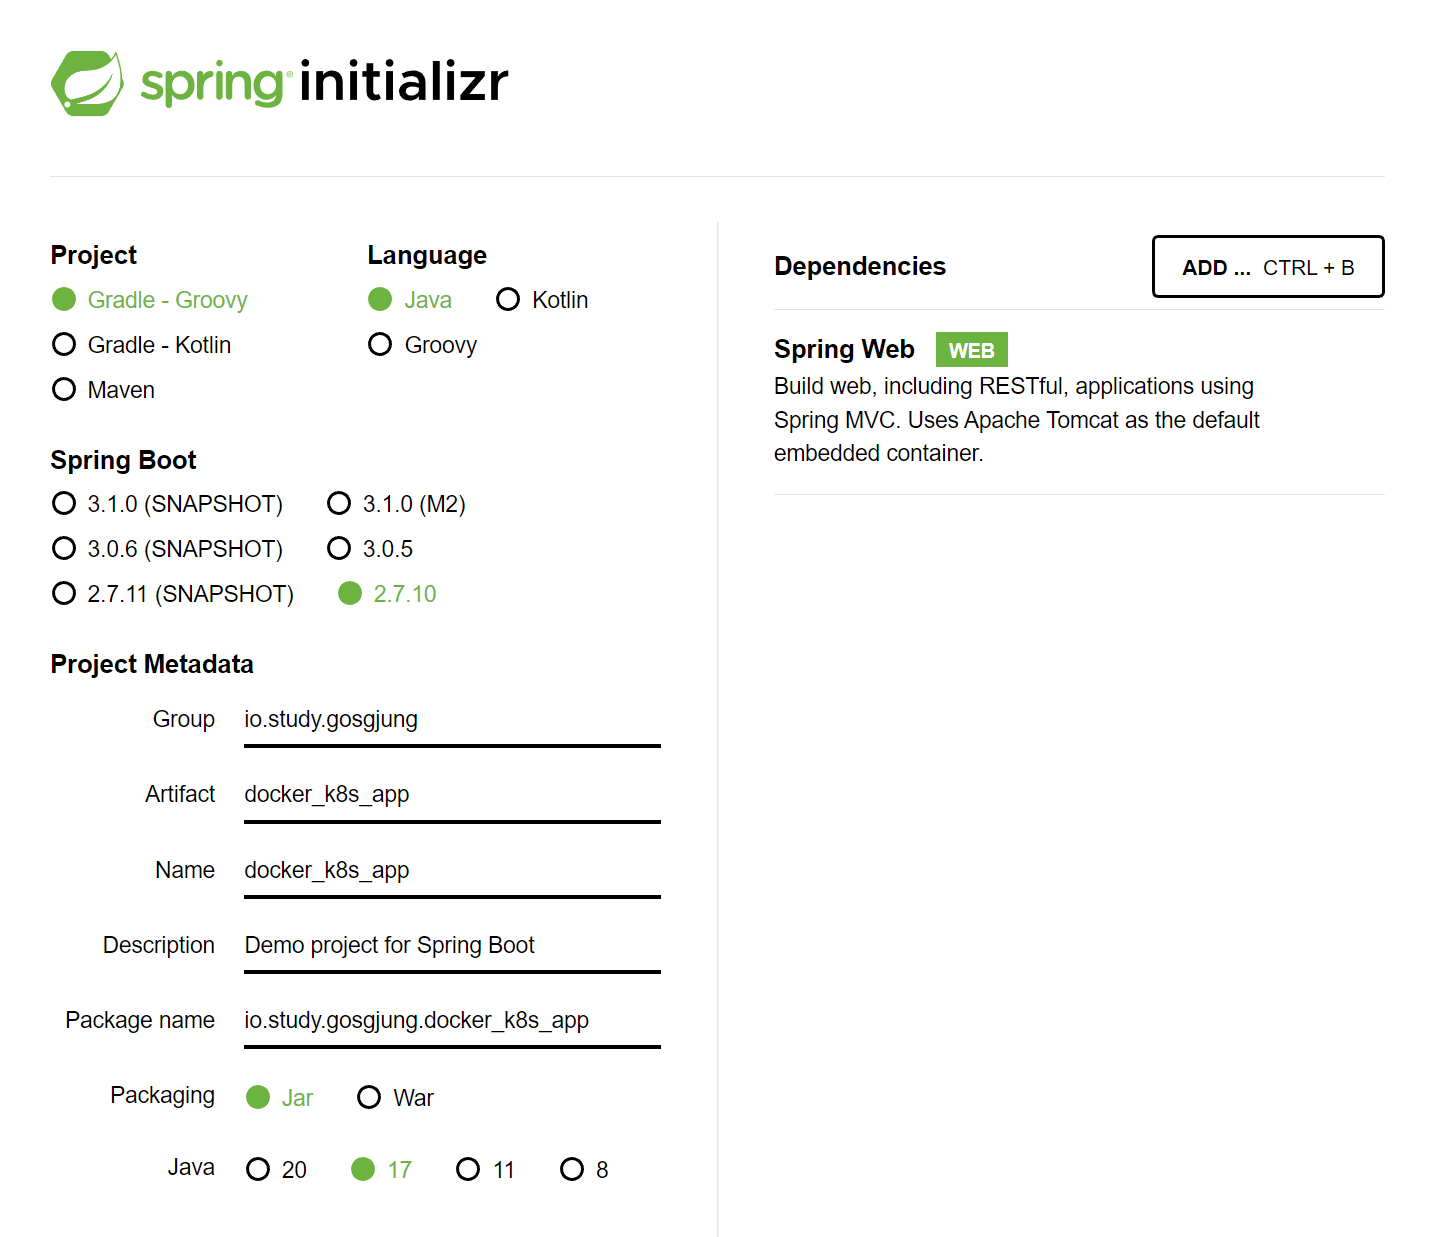 spring® initializr
Project
Gradle - Groovy
Gradle - Kotlin
Maven
Language
Java Kotlin
Groovy
Spring Boot
3.1.0 (SNAPSHOT) 3.1.0 (M2)
3.0.6 (SNAPSHOT) 3.0.5
2.7.11 (SNAPSHOT) 2.7.10
Project Metadata
Group io.study.gosgjung
Artifact docker_k8s_app
Name docker_k8s_app
Description Demo project for Spring Boot
Package name io.study.gosgjung.docker_k8s_app
Packaging Jar War
Java 20 17 11 8
Dependencies ADD ... CTRL + B
Spring Web WEB
Build web, including RESTful, applications using
Spring MVC. Uses Apache Tomcat as the default
embedded container.